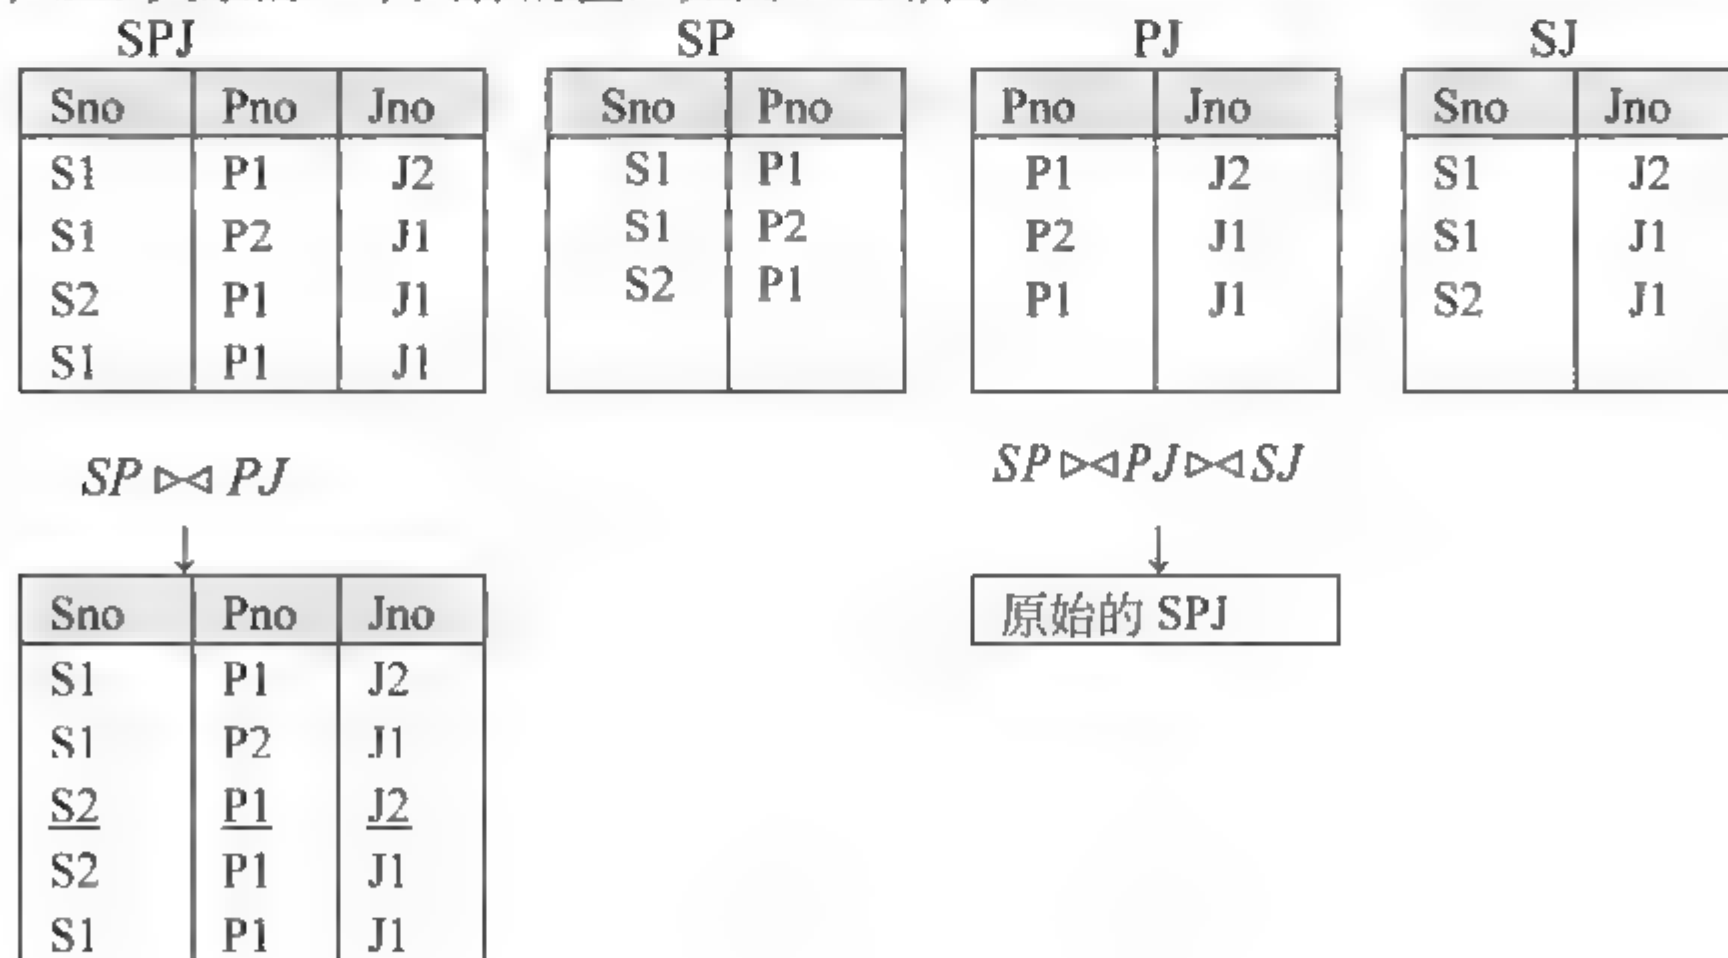 SPJ SP PJ SJ
Sno Pno Jno Sno Pno Pno Jno Sno Jno
S1 P1 J2 S1 P1 P1 J2 S1 J2
S1 P2 J1 S1 P2 P2 J1 S1 J1
S2 P1 J1 S2 P1 P1 J1 S2 J1
S1 P1 J1
SP ⋈ PJ SP⋈PJ⋈SJ
↓ ↓
Sno Pno Jno 原始的 SPJ
S1 P1 J2
S1 P2 J1
S2 P1 J2
S2 P1 J1
S1 P1 J1